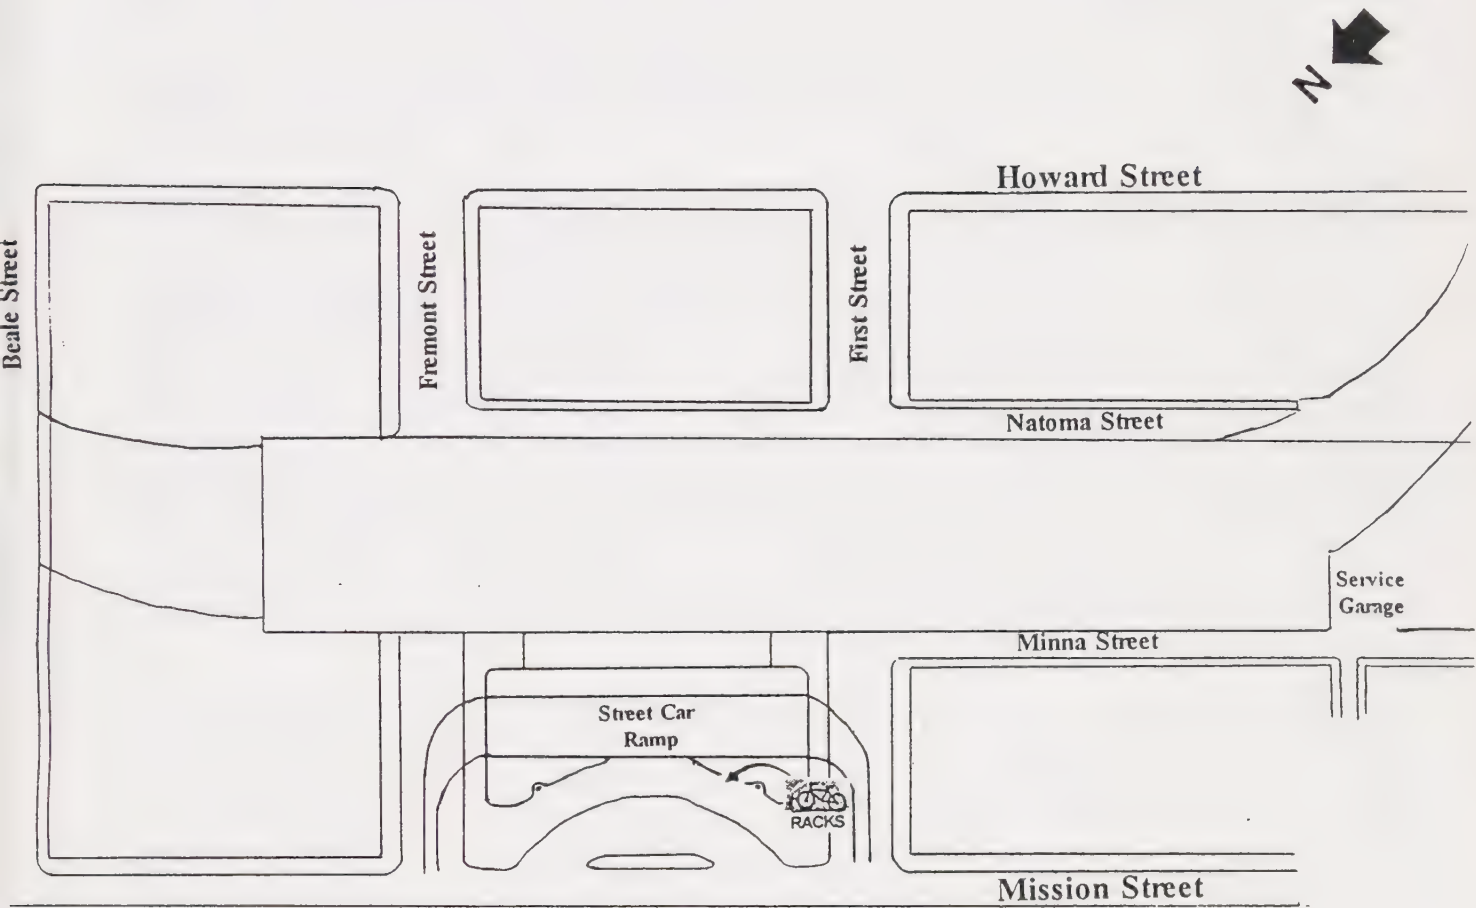 N
Howard Street
Beale Street
Fremont Street
First Street
Natoma Street
Service
Garage
Minna Street
Street Car
Ramp
RACKS
Mission Street